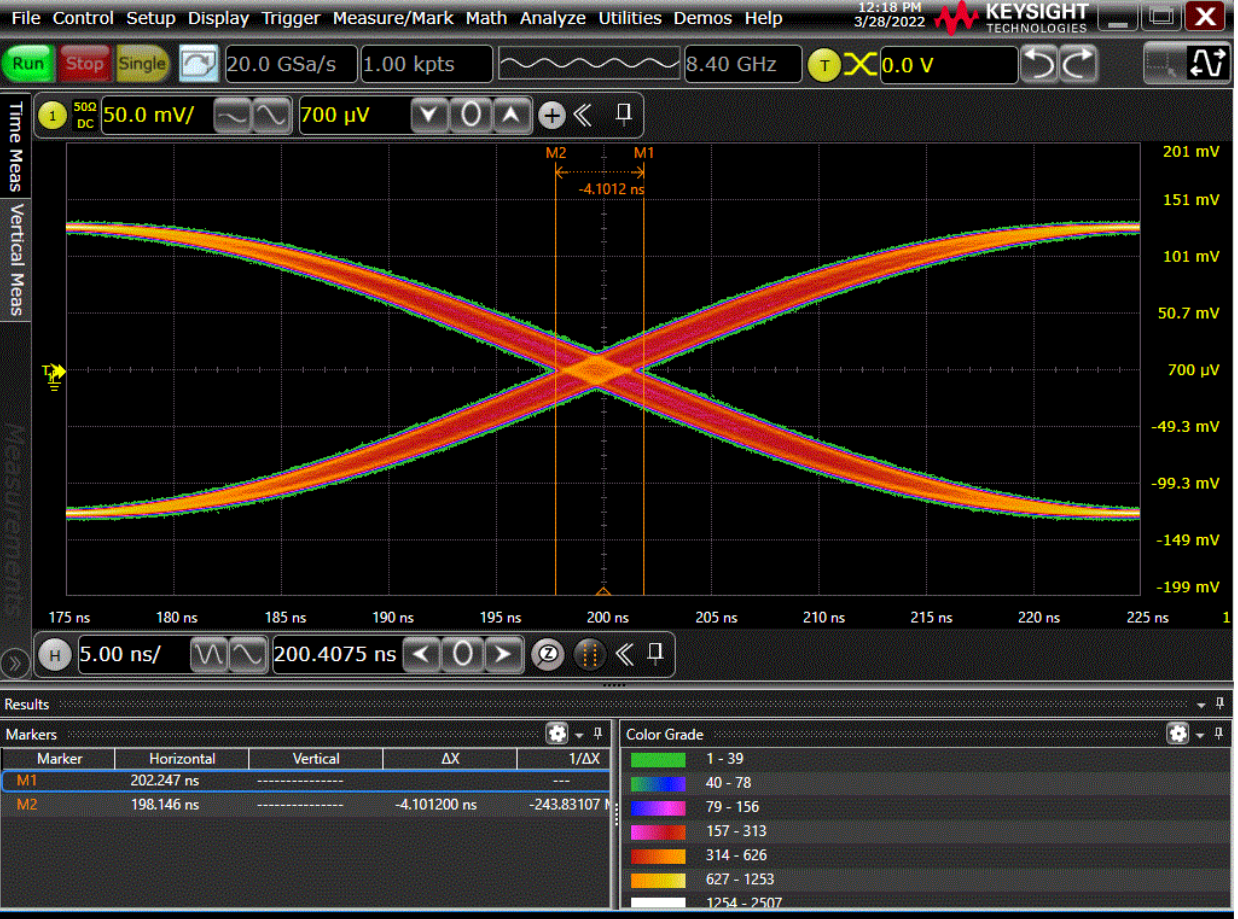 File Control Setup Display Trigger Measure/Mark Math Analyze Utilities Demos Help
12:18 PM
3/28/2022
KEYSIGHT
TECHNOLOGIES
X
Run Stop Single 20.0 GSa/s 1.00 kpts 8.40 GHz T 0.0 V
1 50Ω
DC 50.0 mV/ 700 µV 0 +
Time Meas
Vertical Meas
Measurements
M2 M1
-4.1012 ns
201 mV
151 mV
101 mV
50.7 mV
700 µV
-49.3 mV
-99.3 mV
-149 mV
-199 mV
T
175 ns 180 ns 185 ns 190 ns 195 ns 200 ns 205 ns 210 ns 215 ns 220 ns 225 ns 1
H 5.00 ns/ 200.4075 ns 0 Z
Results
Markers
Marker Horizontal Vertical ΔX 1/ΔX
M1 202.247 ns --------------- ---
M2 198.146 ns --------------- -4.101200 ns -243.83107
Color Grade
1 - 39
40 - 78
79 - 156
157 - 313
314 - 626
627 - 1253
1254 - 2507